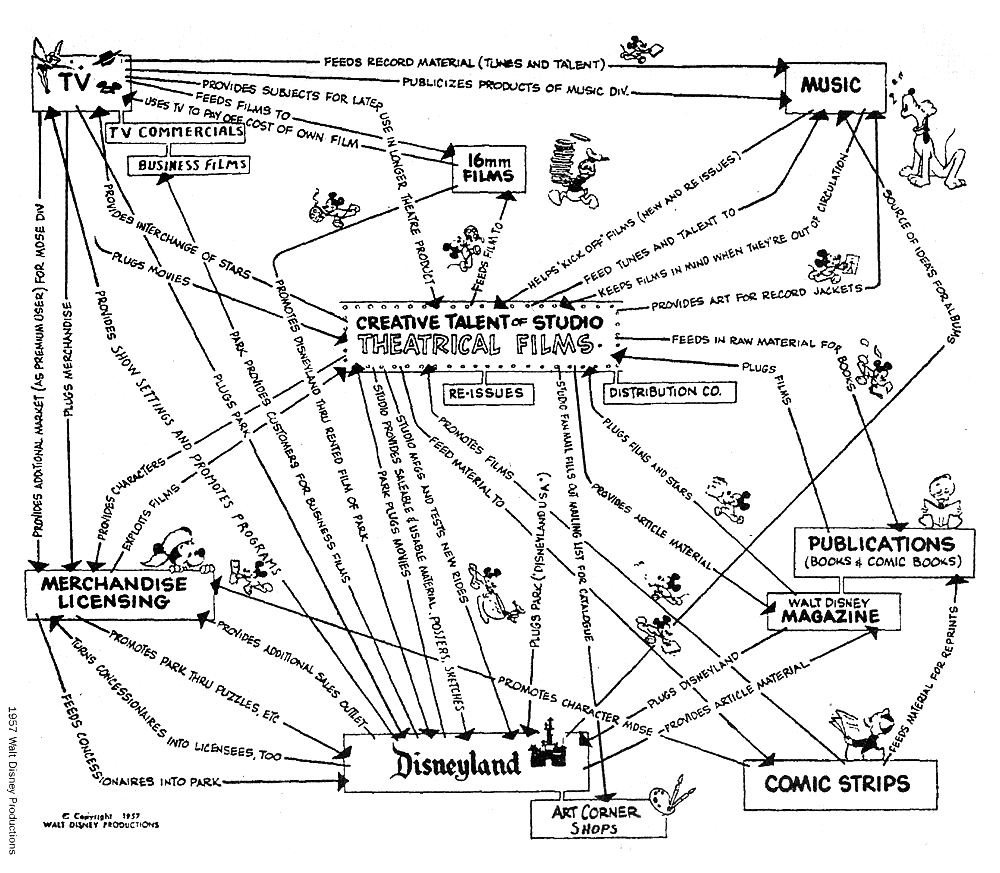 FEEDS RECORD MATERIAL (TUNES AND TALENT)
PUBLICIZES PRODUCTS OF MUSIC DIV.
TV
MUSIC
PROVIDES SUBJECTS FOR LATER USE IN LONGER THEATRE PRODUCT
FEEDS FILMS TO
USES TV TO PAY OFF COST OF OWN FILM
TV COMMERCIALS
BUSINESS FILMS
16mm
FILMS
PROVIDES INTERCHANGE OF STARS
PLUGS MOVIES
FEEDS FILM TO
HELPS "KICK OFF" FILMS (NEW AND RE ISSUES)
FEED TUNES AND TALENT TO
KEEPS FILMS IN MIND WHEN THEY'RE OUT OF CIRCULATION
PROVIDES ART FOR RECORD JACKETS
SOURCE OF IDEA'S FOR ALBUMS
CREATIVE TALENT OF STUDIO
THEATRICAL FILMS
RE-ISSUES
DISTRIBUTION CO.
FEEDS IN RAW MATERIAL FOR BOOKS
PLUGS FILMS
PROVIDES ADDITIONAL MARKET (AS PREMIUM USER) FOR MDSE DIV
PLUGS MERCHANDISE
PROVIDES SHOW SETTINGS AND PROMOTES PROGRAMS
PLUGS PARK
PARK PROVIDES CUSTOMERS FOR BUSINESS FILMS
PROMOTES DISNEYLAND THRU RENTED FILM OF PARK
PROVIDES CHARACTERS
EXPLOITS FILMS
PARK PLUGS MOVIES
STUDIO PROVIDES SALEABLE & USABLE MATERIAL, POSTERS, SKETCHES
STUDIO MFGS AND TESTS NEW RIDES
FEED MATERIAL TO
PROMOTES FILMS
PLUGS PARK (DISNEYLAND U.S.A.)
STUDIO FAN MAIL FILLS OUT MAILING LIST FOR CATALOGUE
PROVIDES ARTICLE MATERIAL
PLUGS FILMS AND STARS
PUBLICATIONS
(BOOKS & COMIC BOOKS)
WALT DISNEY
MAGAZINE
MERCHANDISE
LICENSING
PROVIDES ADDITIONAL SALES OUTLET
PROMOTES PARK THRU PUZZLES, ETC
TURNS CONCESSIONAIRES INTO LICENSEES, TOO
FEEDS CONCESSIONAIRES INTO PARK
PROMOTES CHARACTER MDSE
PLUGS DISNEYLAND
PROVIDES ARTICLE MATERIAL
FEEDS MATERIAL FOR REPRINTS
Disneyland
COMIC STRIPS
ART CORNER
SHOPS
© Copyright 1957
WALT DISNEY PRODUCTIONS
1957 Walt Disney Productions